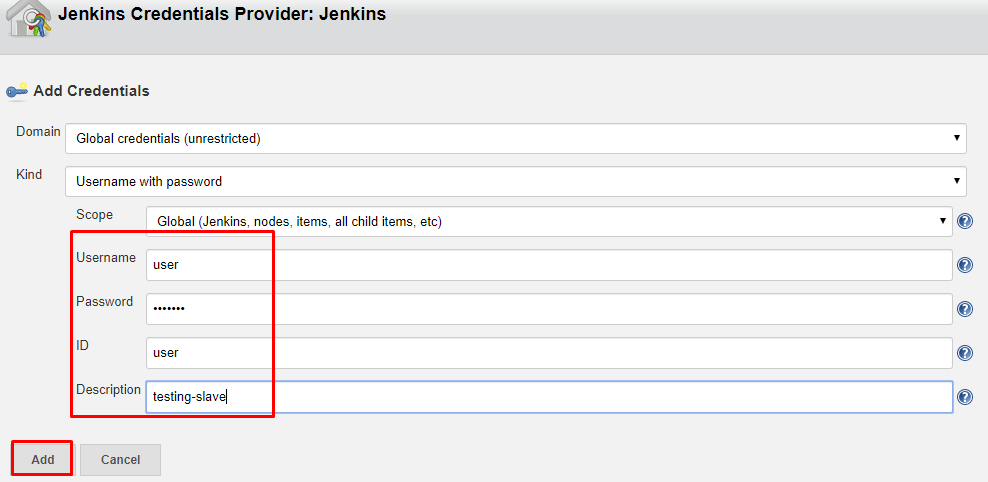 Jenkins Credentials Provider: Jenkins
Add Credentials
Domain
Global credentials (unrestricted)
Kind
Username with password
Scope
Global (Jenkins, nodes, items, all child items, etc)
Username
user
Password
•••••••
ID
user
Description
testing-slave
Add
Cancel